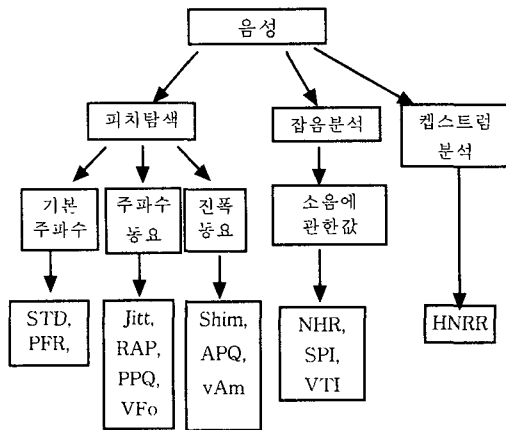 음성
피치탐색
잡음분석
켑스트럼
분석
기본
주파수
주파수
동요
진폭
동요
소음에
관한값
STD,
PFR,
Jitt,
RAP,
PPQ,
VFo
Shim,
APQ,
vAm
NHR,
SPI,
VTI
HNRR